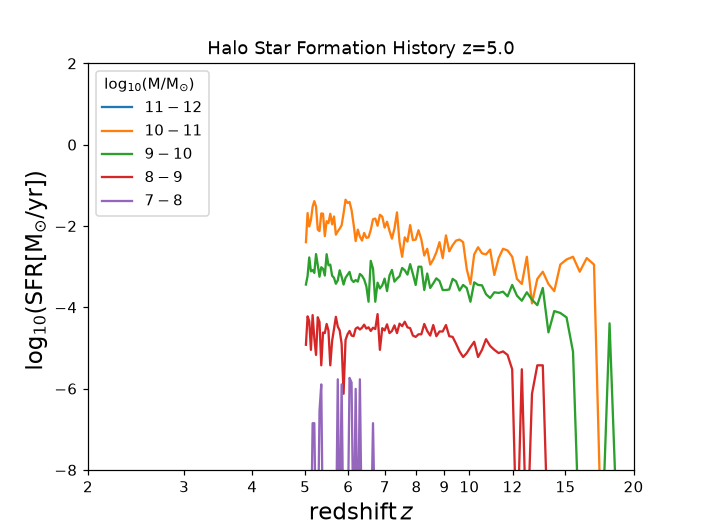 Halo Star Formation History z=5.0
log₁₀(M/M⊙)
11 − 12
10 − 11
9 − 10
8 − 9
7 − 8
log₁₀(SFR[M⊙/yr])
2
0
−2
−4
−6
−8
2 3 4 5 6 7 8 9 10 12 15 20
redshift z